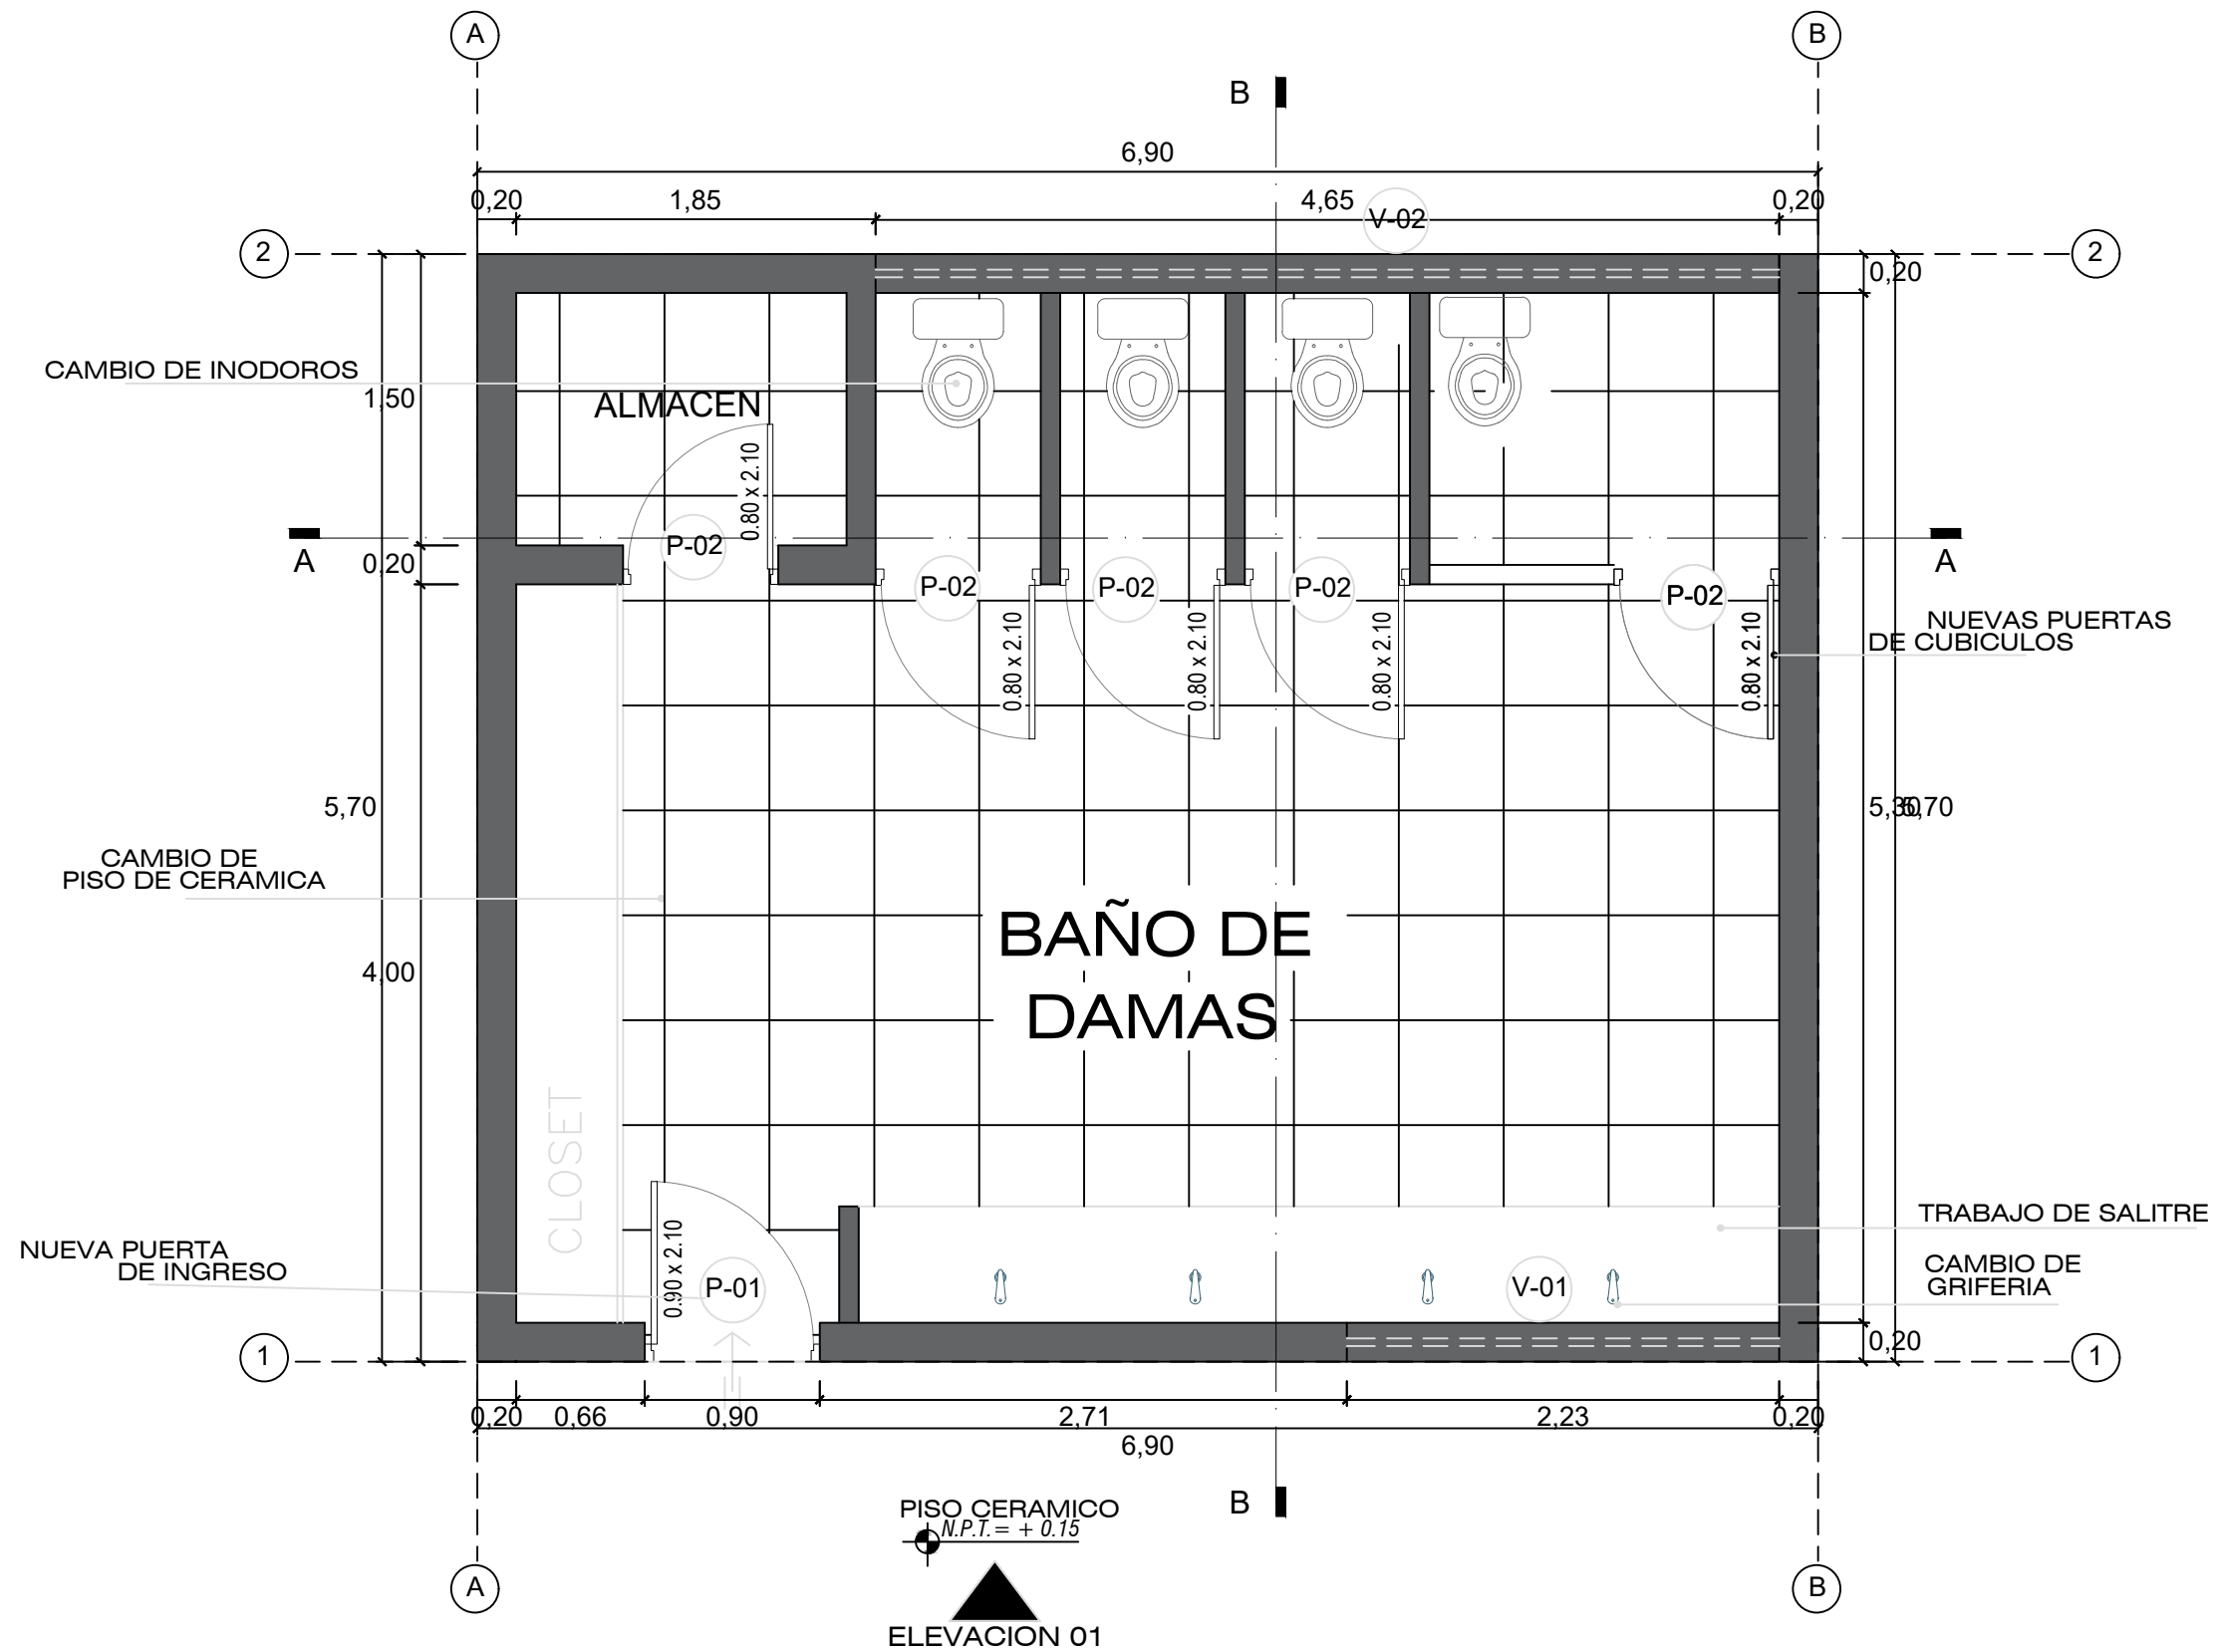 A
B
B
6,90
0,20
1,85
4,65
0,20
V-02
2
2
0,20
CAMBIO DE INODOROS
1,50
ALMACEN
0.80 x 2.10
P-02
A
A
0,20
P-02
P-02
P-02
P-02
0.80 x 2.10
0.80 x 2.10
0.80 x 2.10
0.80 x 2.10
NUEVAS PUERTAS
DE CUBICULOS
5,70
5,30
5,70
CAMBIO DE
PISO DE CERAMICA
BAÑO DE
DAMAS
4,00
CLOSET
TRABAJO DE SALITRE
NUEVA PUERTA
DE INGRESO
0.90 x 2.10
P-01
V-01
CAMBIO DE
GRIFERIA
0,20
1
1
0,20
0,66
0,90
2,71
2,23
0,20
6,90
B
PISO CERAMICO
N.P.T.= + 0.15
A
B
ELEVACION 01